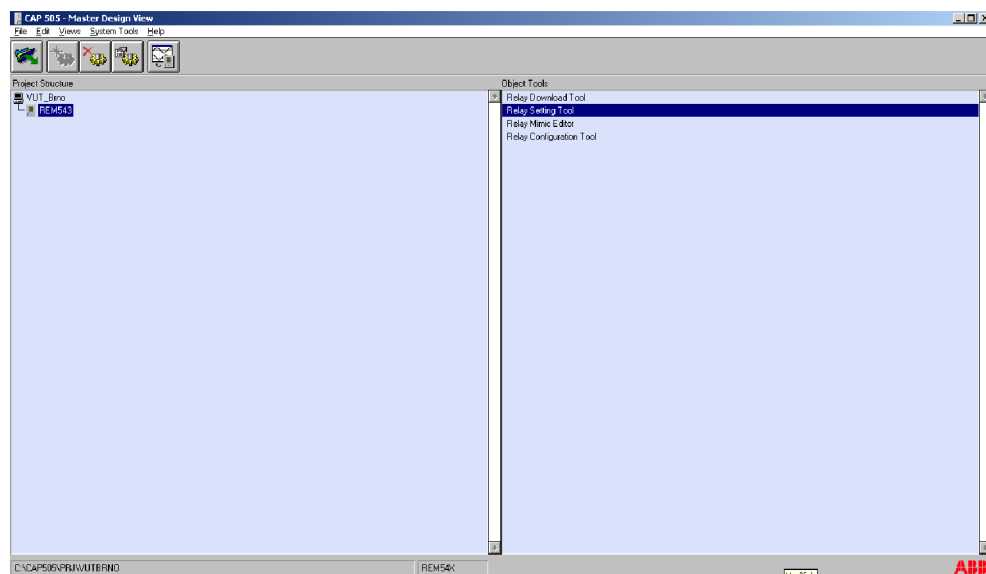 CAP 505 - Master Design View
File Edit Views System Tools Help
Project Structure
Object Tools
VUT_Brno
REM543
Relay Download Tool
Relay Setting Tool
Relay Mimic Editor
Relay Configuration Tool
C:\CAP505\PRJ\VUTBRNO
REM54X
ABB